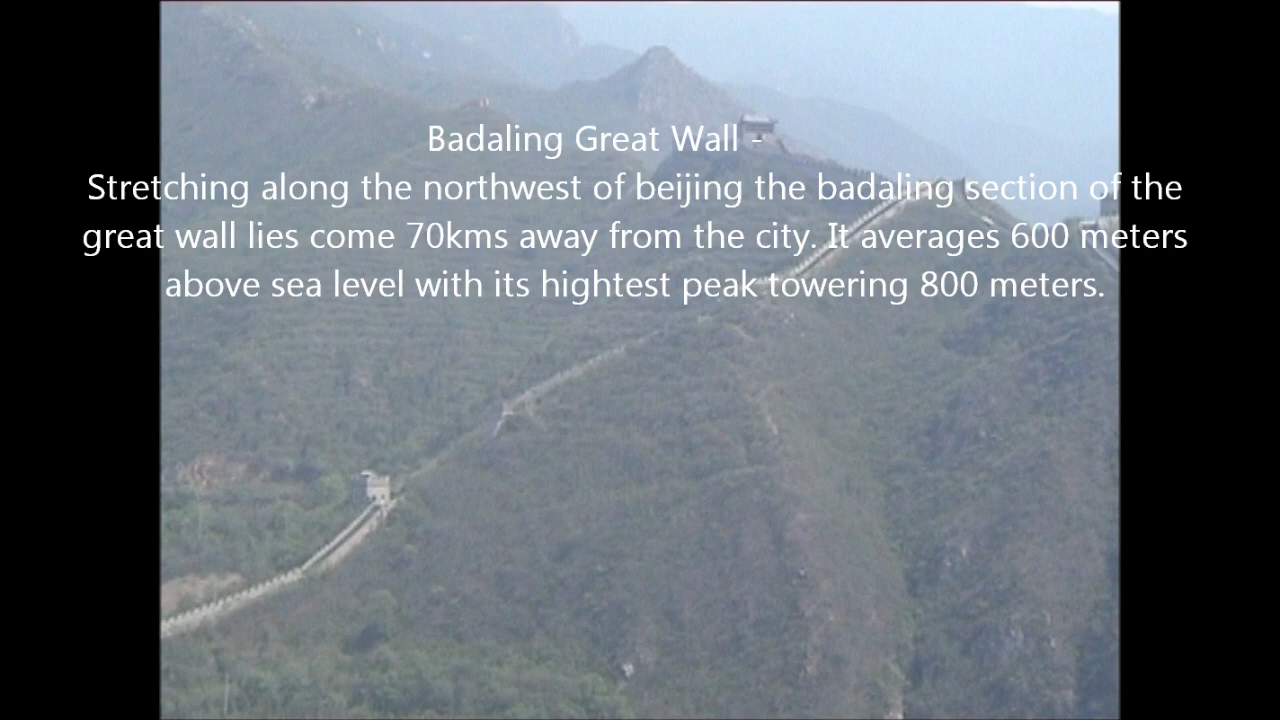 Badaling Great Wall -
Stretching along the northwest of beijing the badaling section of the
great wall lies come 70kms away from the city. It averages 600 meters
above sea level with its hightest peak towering 800 meters.